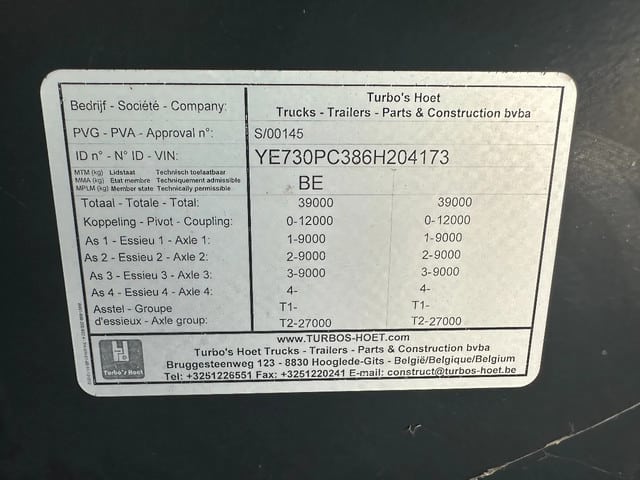 Bedrijf - Société - Company:
Turbo's Hoet
Trucks - Trailers - Parts & Construction bvba
PVG - PVA - Approval n°: S/00145
ID n° - N° ID - VIN: YE730PC386H204173
MTM (kg) Lidstaat Technisch toelaatbaar
MMA (kg) Etat membre Techniquement admissible
MPLM (kg) Member state Technically permissible
BE
Totaal - Totale - Total: 39000 39000
Koppeling - Pivot - Coupling: 0-12000 0-12000
As 1 - Essieu 1 - Axle 1: 1-9000 1-9000
As 2 - Essieu 2 - Axle 2: 2-9000 2-9000
As 3 - Essieu 3 - Axle 3: 3-9000 3-9000
As 4 - Essieu 4 - Axle 4: 4- 4-
Asstel - Groupe T1- T1-
d'essieux - Axle group: T2-27000 T2-27000
Turbo's Hoet
www.TURBOS-HOET.com
Turbo's Hoet Trucks - Trailers - Parts & Construction bvba
Bruggesteenweg 123 - 8830 Hooglede-Gits - België/Belgique/Belgium
Tel: +3251226551 Fax: +3251220241 E-mail: construct@turbos-hoet.be